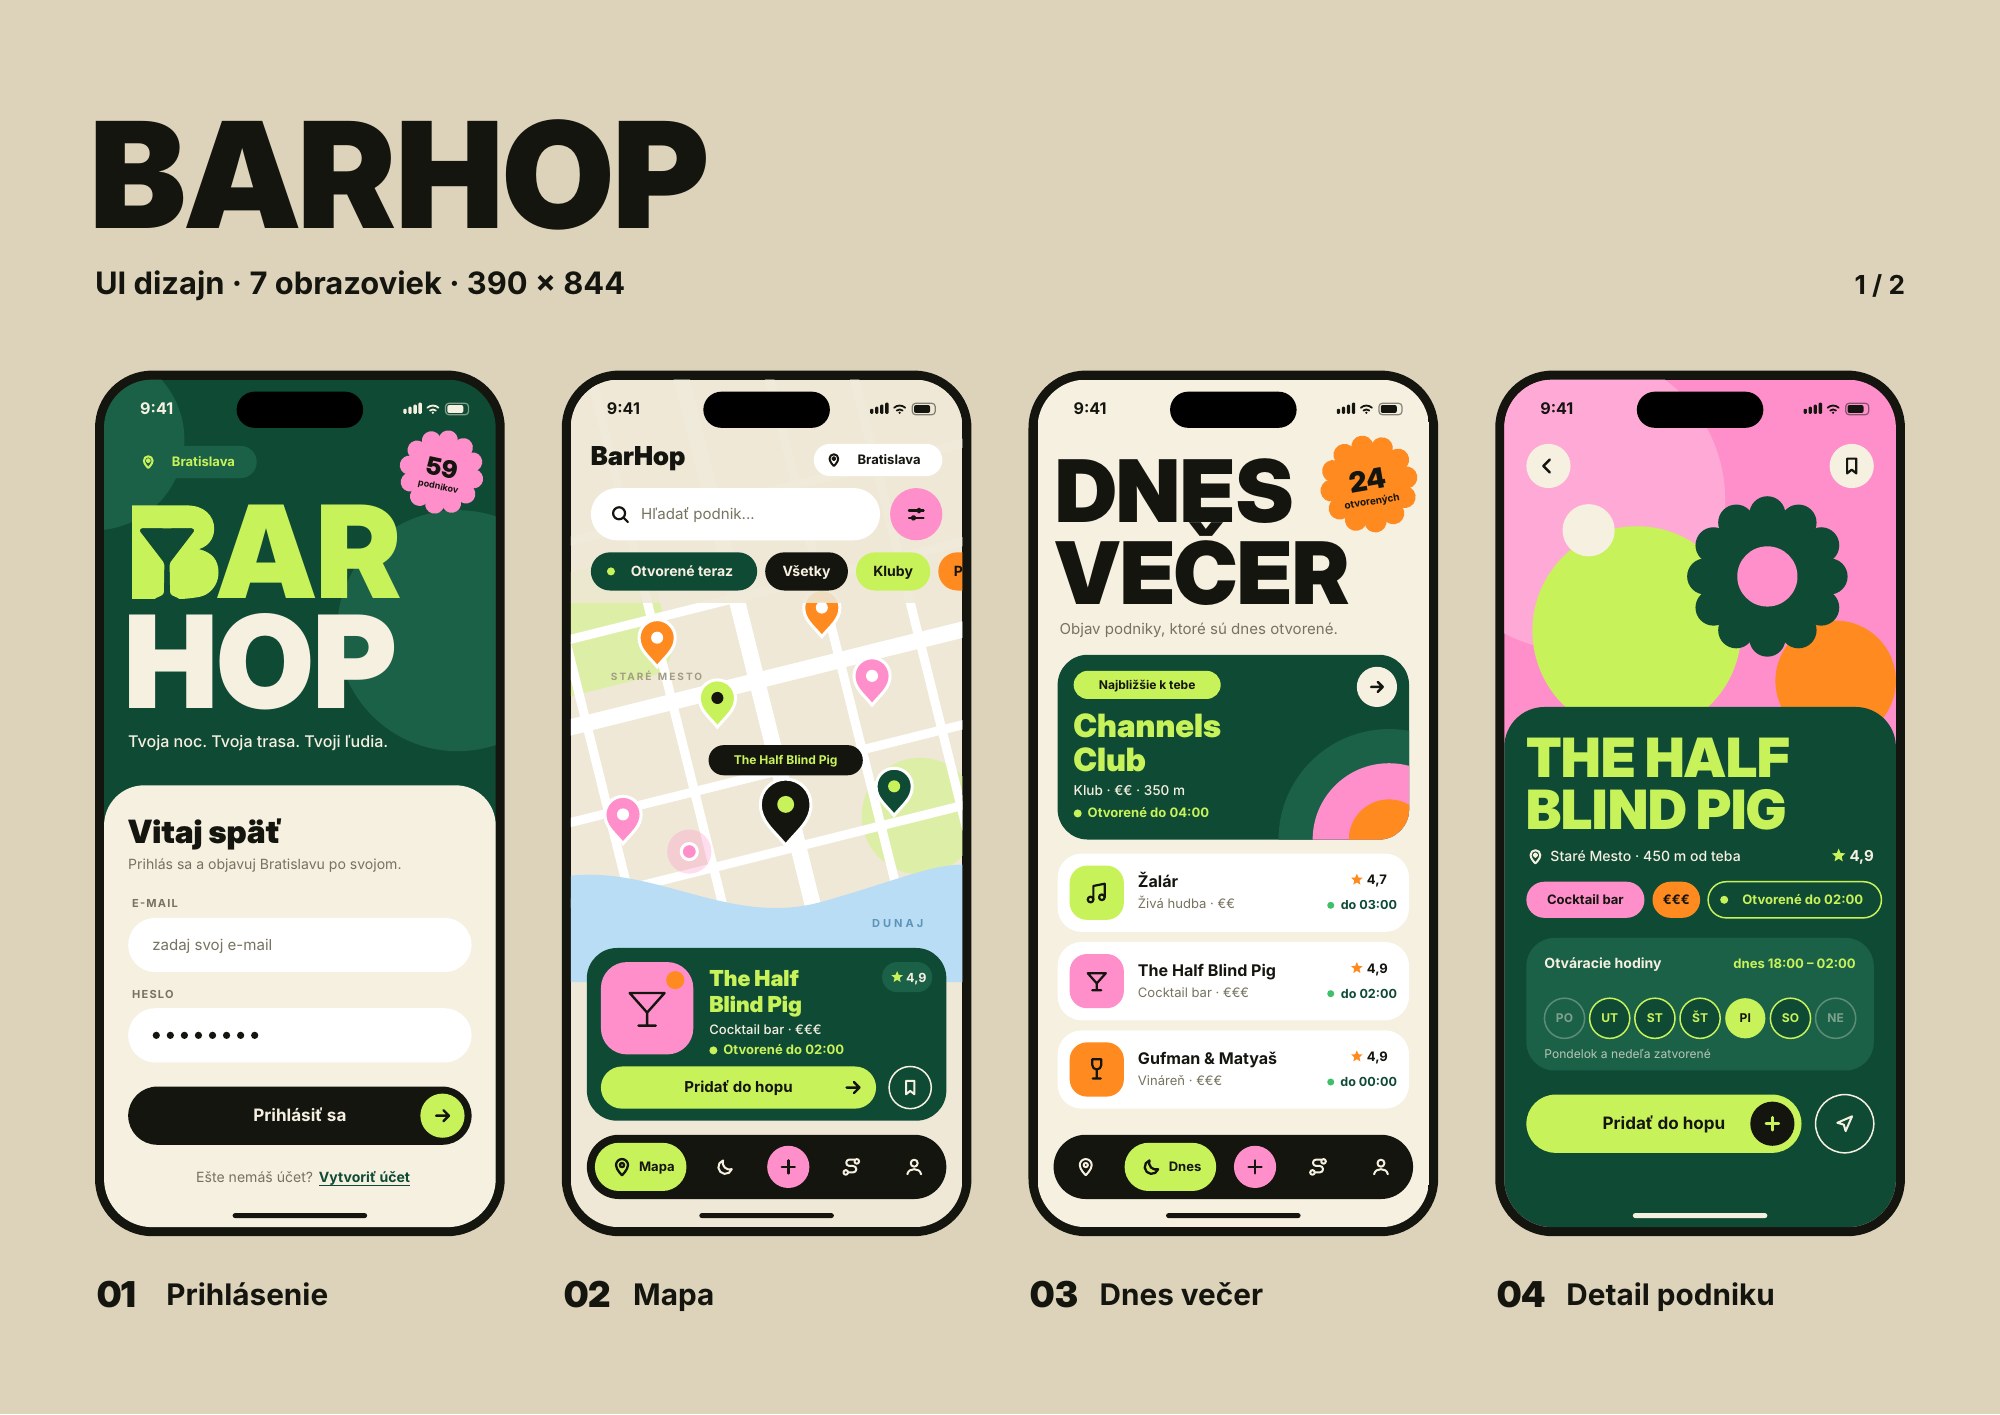 BARHOP
UI dizajn · 7 obrazoviek · 390 × 844
1 / 2
9:41
Bratislava
59
podnikov
BAR
HOP
Tvoja noc. Tvoja trasa. Tvoji ľudia.
Vitaj späť
Prihlás sa a objavuj Bratislavu po svojom.
E-MAIL
zadaj svoj e-mail
HESLO
••••••••
Prihlásiť sa
Ešte nemáš účet? Vytvoriť účet
01 Prihlásenie
9:41
BarHop
Bratislava
Hľadať podnik...
Otvorené teraz
Všetky
Kluby
P
STARÉ MESTO
The Half Blind Pig
DUNAJ
The Half
Blind Pig
4,9
Cocktail bar · €€€
Otvorené do 02:00
Pridať do hopu
Mapa
02 Mapa
9:41
DNES
VEČER
24
otvorených
Objav podniky, ktoré sú dnes otvorené.
Najbližšie k tebe
Channels
Club
Klub · €€ · 350 m
Otvorené do 04:00
Žalár
4,7
Živá hudba · €€
do 03:00
The Half Blind Pig
4,9
Cocktail bar · €€€
do 02:00
Gufman & Matyaš
4,9
Vináreň · €€€
do 00:00
Dnes
03 Dnes večer
9:41
THE HALF
BLIND PIG
Staré Mesto · 450 m od teba
4,9
Cocktail bar
€€€
Otvorené do 02:00
Otváracie hodiny
dnes 18:00 – 02:00
PO UT ST ŠT PI SO NE
Pondelok a nedeľa zatvorené
Pridať do hopu
04 Detail podniku